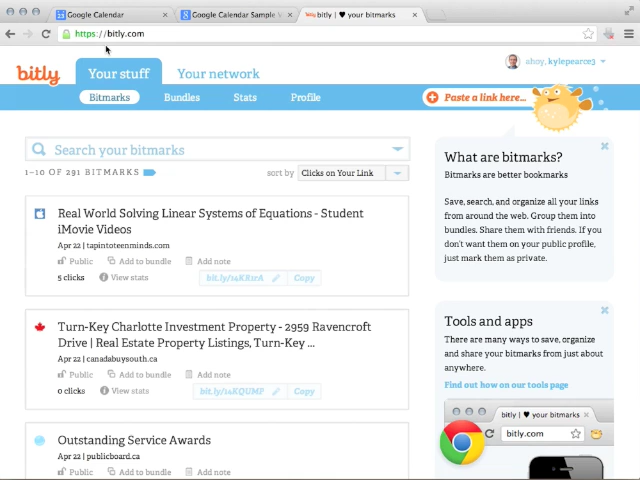 Google Calendar
Google Calendar Sample
bitly | ♥ your bitmarks
https://bitly.com
bitly
Your stuff
Your network
ahoy, kylepearce3
Bitmarks
Bundles
Stats
Profile
Paste a link here...
Search your bitmarks
1–10 OF 291 BITMARKS
sort by
Clicks on Your Link
Real World Solving Linear Systems of Equations - Student
iMovie Videos
Apr 22 | tapintoteenminds.com
Public
Add to bundle
Add note
5 clicks
View stats
Copy
Turn-Key Charlotte Investment Property - 2959 Ravencroft
Drive | Real Estate Property Listings, Turn-Key ...
Apr 22 | canadabuysouth.ca
Public
Add to bundle
Add note
0 clicks
View stats
bit.ly/14KQUMP
Copy
Outstanding Service Awards
Apr 22 | publicboard.ca
Public
Add to bundle
Add note
What are bitmarks?
Bitmarks are better bookmarks
Save, search, and organize all your links
from around the web. Group them into
bundles. Share them with friends. If you
don't want them on your public profile,
just mark them as private.
Tools and apps
There are many ways to save, organize
and share your bitmarks from just about
anywhere.
Find out how on our tools page
bitly | ♥ your bitmarks
bitly.com